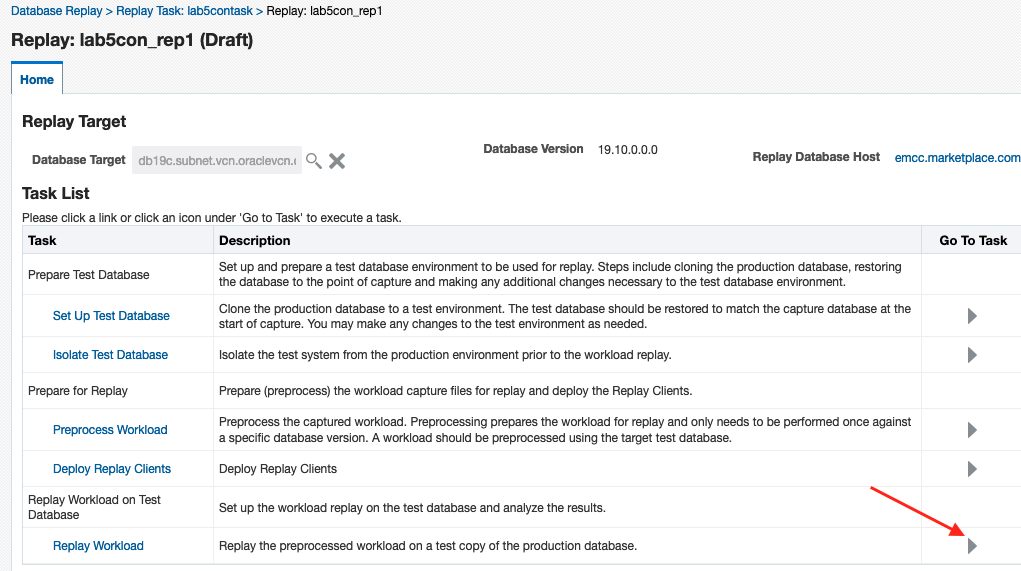 Database Replay > Replay Task: lab5contask > Replay: lab5con_rep1
Replay: lab5con_rep1 (Draft)
Home
Replay Target
Database Target db19c.subnet.vcn.oraclevcn.c Database Version 19.10.0.0.0 Replay Database Host emcc.marketplace.com
Task List
Please click a link or click an icon under 'Go to Task' to execute a task.
Task Description Go To Task
Prepare Test Database Set up and prepare a test database environment to be used for replay. Steps include cloning the production database, restoring
the database to the point of capture and making any additional changes necessary to the test database environment.
Set Up Test Database Clone the production database to a test environment. The test database should be restored to match the capture database at the
start of capture. You may make any changes to the test environment as needed.
Isolate Test Database Isolate the test system from the production environment prior to the workload replay.
Prepare for Replay Prepare (preprocess) the workload capture files for replay and deploy the Replay Clients.
Preprocess Workload Preprocess the captured workload. Preprocessing prepares the workload for replay and only needs to be performed once against
a specific database version. A workload should be preprocessed using the target test database.
Deploy Replay Clients Deploy Replay Clients
Replay Workload on Test
Database Set up the workload replay on the test database and analyze the results.
Replay Workload Replay the preprocessed workload on a test copy of the production database.